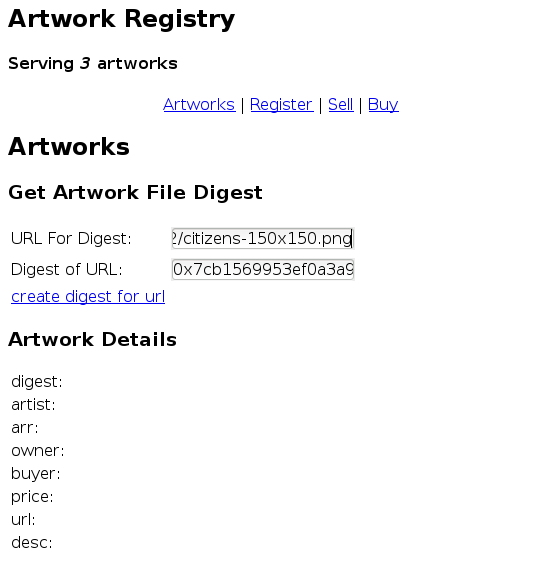 Artwork Registry
Serving 3 artworks
Artworks | Register | Sell | Buy
Artworks
Get Artwork File Digest
URL For Digest: 2/citizens-150x150.png
Digest of URL: 0x7cb1569953ef0a3a9
create digest for url
Artwork Details
digest:
artist:
arr:
owner:
buyer:
price:
url:
desc: